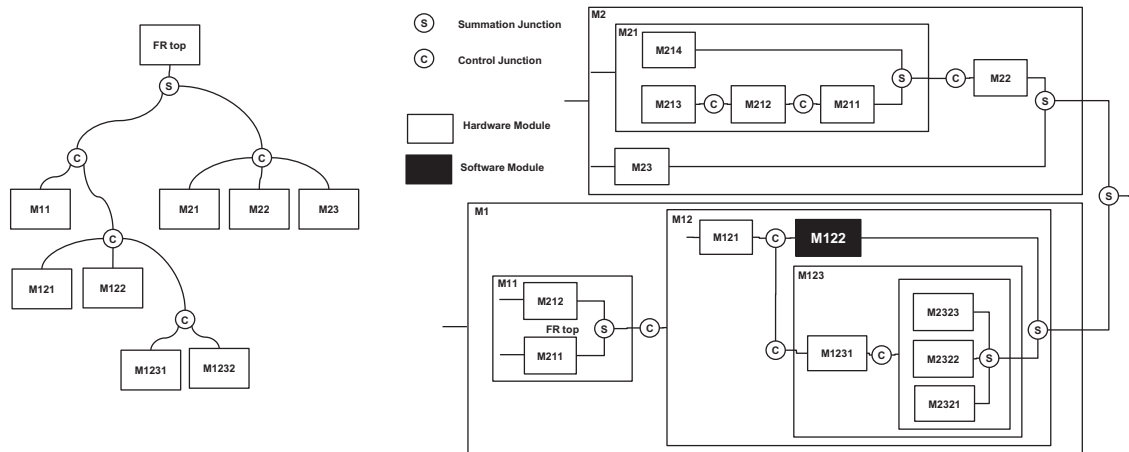 FR top
S
C
C
M11
M21
M22
M23
C
M121
M122
C
M1231
M1232
S
Summation Junction
C
Control Junction
Hardware Module
Software Module
M2
M21
M214
M213
C
M212
C
M211
S
C
M22
S
M23
S
M1
M12
M121
C
M122
M123
M11
M212
FR top
M211
S
C
C
M1231
C
M2323
M2322
M2321
S
S